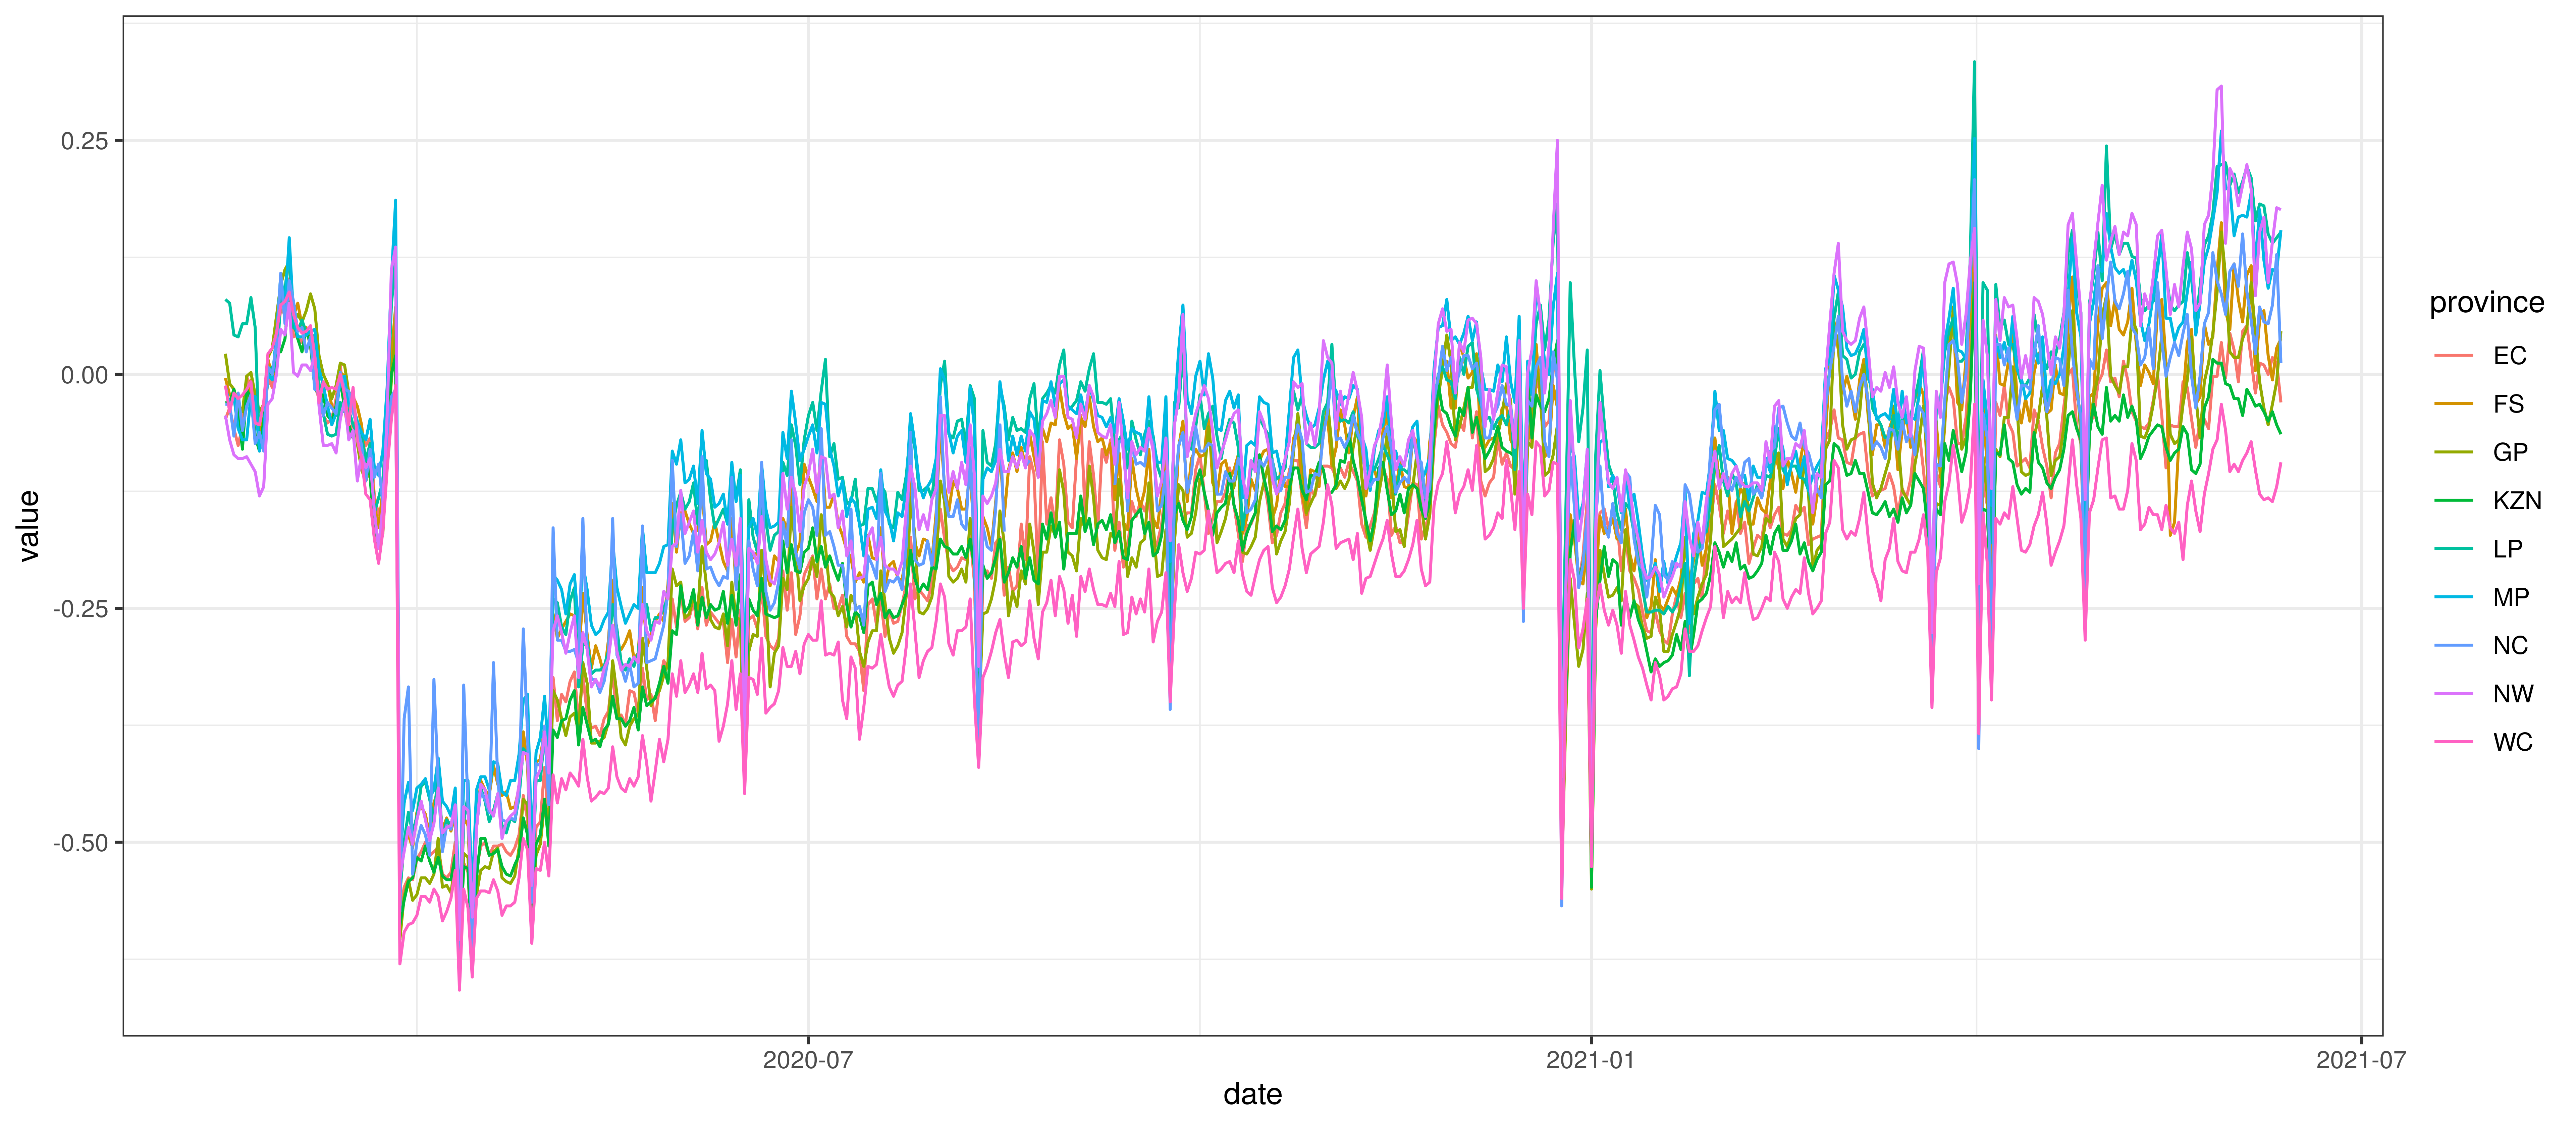 value
0.25
0.00
-0.25
-0.50
2020-07
2021-01
2021-07
date
province
EC
FS
GP
KZN
LP
MP
NC
NW
WC